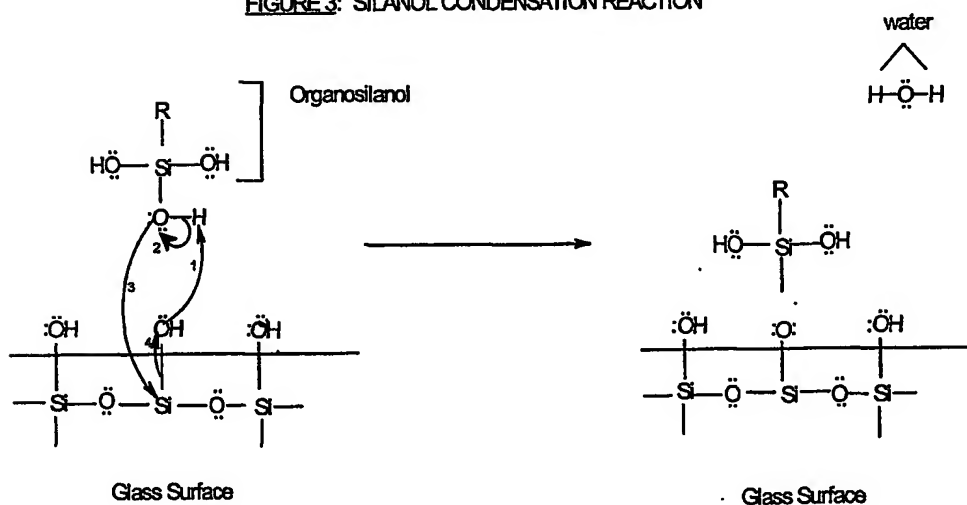 FIGURE 3: SILANOL CONDENSATION REACTION
water
H-Ö-H
Organosilanol
R
HÖ—Si—ÖH
:O—H
2
1
3
:ÖH ÖH :ÖH
4
Si—Ö—Si—Ö—Si
Glass Surface
R
HÖ—Si—ÖH
:ÖH :O: :ÖH
Si—Ö—Si—Ö—Si
Glass Surface